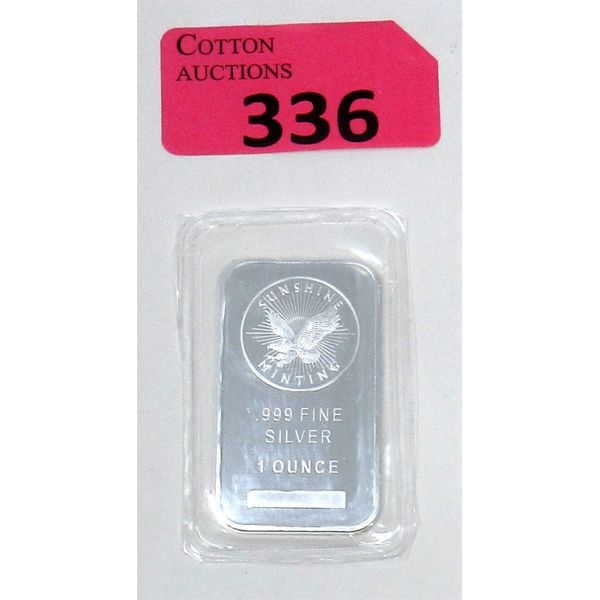 COTTON
AUCTIONS
336
SUNSHINE
MINTING
.999 FINE
SILVER
1 OUNCE